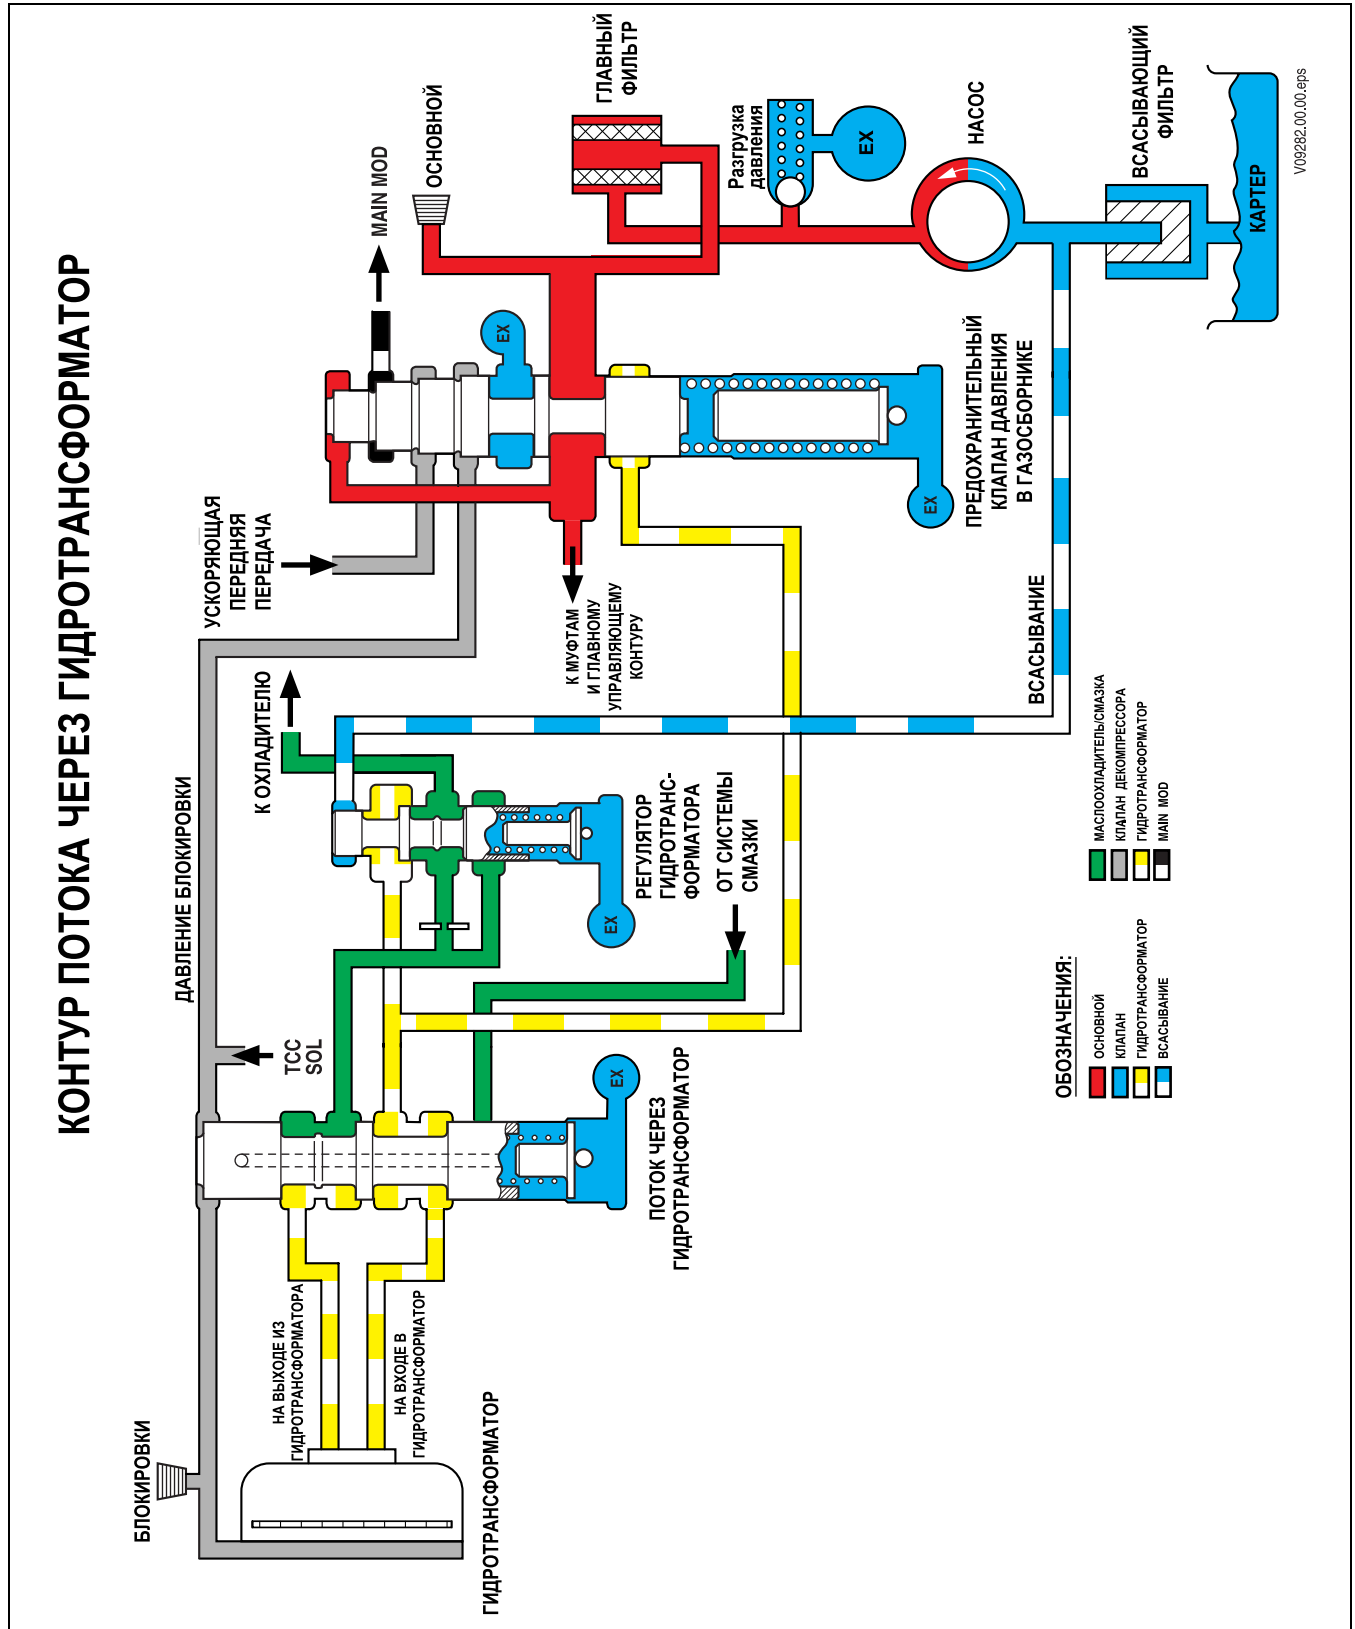 КОНТУР ПОТОКА ЧЕРЕЗ ГИДРОТРАНСФОРМАТОР
БЛОКИРОВКИ
ДАВЛЕНИЕ БЛОКИРОВКИ
TCC
SOL
УСКОРЯЮЩАЯ
ПЕРЕДНЯЯ
ПЕРЕДАЧА
MAIN MOD
ОСНОВНОЙ
К ОХЛАДИТЕЛЮ
НА ВЫХОДЕ ИЗ
ГИДРОТРАНСФОРМАТОРА
НА ВХОДЕ В
ГИДРОТРАНСФОРМАТОР
ГИДРОТРАНСФОРМАТОР
EX
К МУФТАМ
И ГЛАВНОМУ
УПРАВЛЯЮЩЕМУ
КОНТУРУ
ГЛАВНЫЙ
ФИЛЬТР
EX
ПОТОК ЧЕРЕЗ
ГИДРОТРАНСФОРМАТОР
EX
РЕГУЛЯТОР
ГИДРОТРАНС-
ФОРМАТОРА
ОТ СИСТЕМЫ
СМАЗКИ
Разгрузка
давления
EX
EX
ПРЕДОХРАНИТЕЛЬНЫЙ
КЛАПАН ДАВЛЕНИЯ
В ГАЗОСБОРНИКЕ
НАСОС
ВСАСЫВАНИЕ
ВСАСЫВАЮЩИЙ
ФИЛЬТР
КАРТЕР
ОБОЗНАЧЕНИЯ:
ОСНОВНОЙ
КЛАПАН
ГИДРОТРАНСФОРМАТОР
ВСАСЫВАНИЕ
МАСЛООХЛАДИТЕЛЬ/СМАЗКА
КЛАПАН ДЕКОМПРЕССОРА
ГИДРОТРАНСФОРМАТОР
MAIN MOD
V09282.00.00.eps